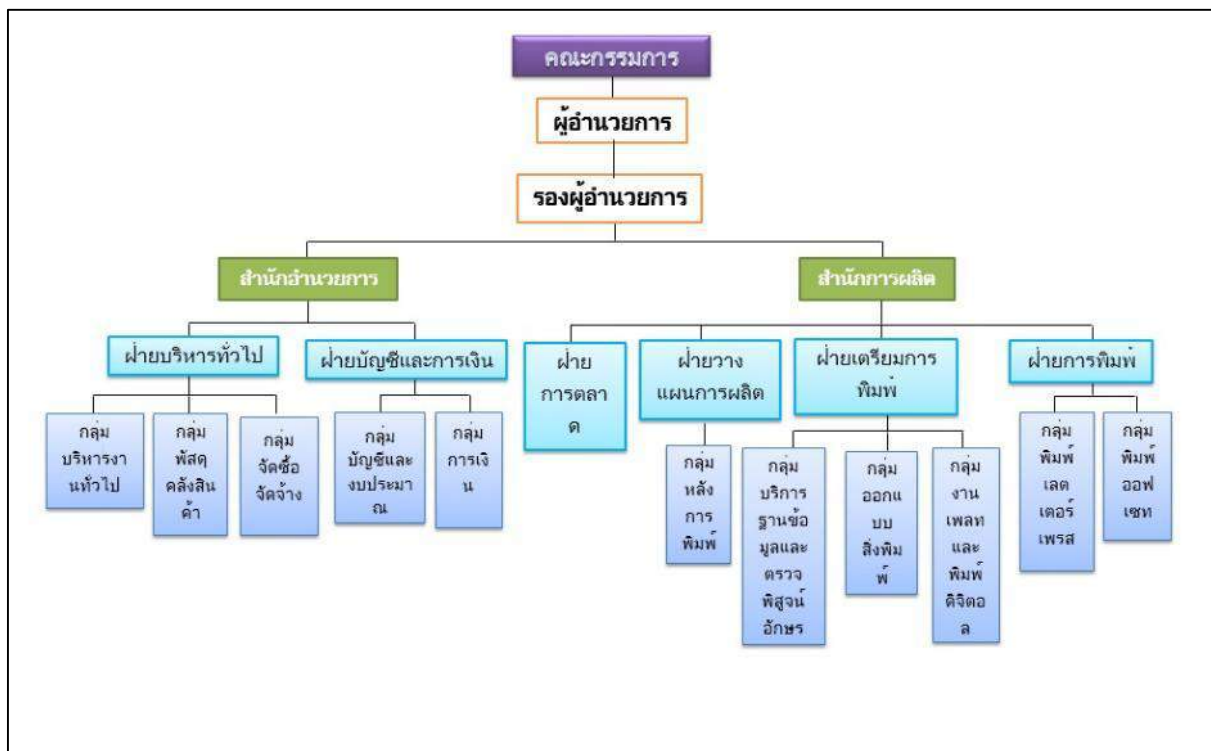 คณะกรรมการ
ผู้อำนวยการ
รองผู้อำนวยการ
สำนักอำนวยการ
สำนักการผลิต
ฝ่ายบริหารทั่วไป
ฝ่ายบัญชีและการเงิน
ฝ่าย
การตลา
ด
ฝ่ายวาง
แผนการผลิต
ฝ่ายเตรียมการ
พิมพ์
ฝ่ายการพิมพ์
กลุ่ม
บริหารงา
นทั่วไป
กลุ่ม
พัสดุ
คลังสิน
ค้า
กลุ่ม
จัดซื้อ
จัดจ้าง
กลุ่ม
บัญชีและ
งบประมา
ณ
กลุ่ม
การเงิ
น
กลุ่ม
หลัง
การ
พิมพ์
กลุ่ม
บริการ
ฐานข้อ
มูลและ
ตรวจ
พิสูจน์
อักษร
กลุ่ม
ออกแ
บบ
สิ่งพิม
พ์
กลุ่ม
งาน
เพลท
และ
พิมพ์
ดิจิตอ
ล
กลุ่ม
พิมพ์
เลต
เตอร์
เพรส
กลุ่ม
พิมพ์
ออฟ
เซท